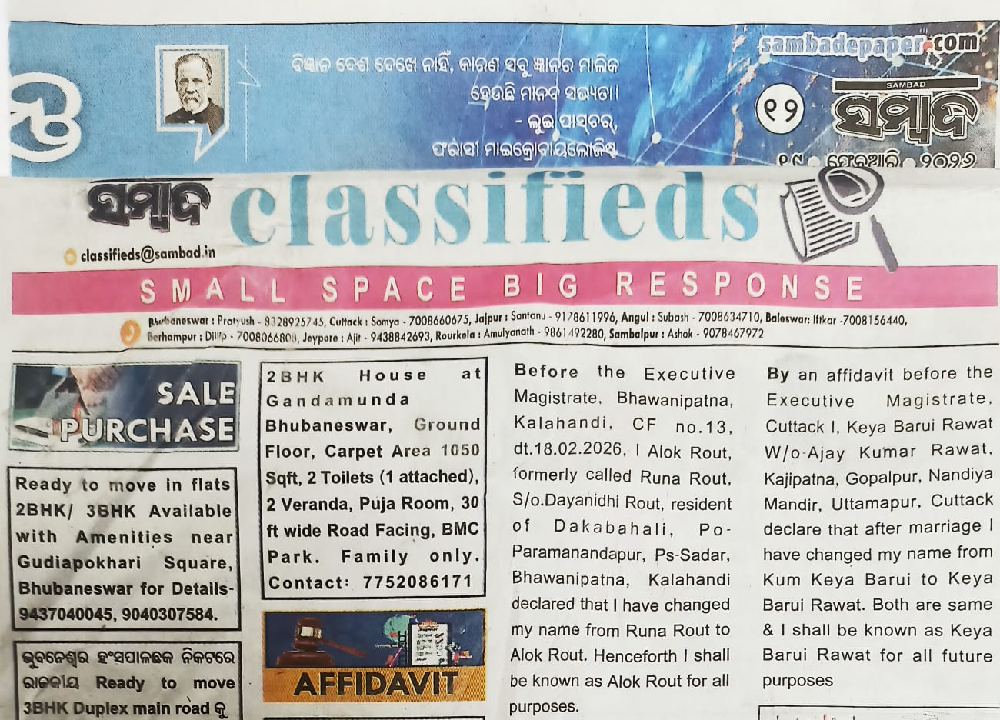 ବିଜ୍ଞାନ ଦେଶ ଦେଖେ ନାହିଁ, କାରଣ ସବୁ ଜ୍ଞାନର ମାଲିକ
ହେଉଛି ମାନବ ସଭ୍ୟତା।
- ଲୁଇ ପାସ୍ଚର୍,
ଫରାସୀ ମାଇକ୍ରୋବାୟଲୋଜିଷ୍ଟ
sambadepaper.com
SAMBAD
୧୨
ସମ୍ବାଦ
୧୯ ଫେବୃଆରି ୨୦୨୬
ସମ୍ବାଦ
classifieds
classifieds@sambad.in
SMALL SPACE BIG RESPONSE
Bhubaneswar : Pratyush - 8328925745, Cuttack : Somya - 7008660675, Jajpur : Santanu - 9178611996, Angul : Subash - 7008634710, Baleswar: Iftkar -7008156440,
Berhampur : Dillip - 7008066808, Jeypore : Ajit - 9438842693, Rourkela : Amulyanath - 9861492280, Sambalpur : Ashok - 9078467972
SALE
PURCHASE
Ready to move in flats
2BHK/ 3BHK Available
with Amenities near
Gudiapokhari Square,
Bhubaneswar for Details-
9437040045, 9040307584.
ଭୁବନେଶ୍ୱର ହଂସପାଳଛକ ନିକଟରେ
ରାଜକୀୟ Ready to move
3BHK Duplex main road କୁ
2BHK House at
Gandamunda
Bhubaneswar, Ground
Floor, Carpet Area 1050
Sqft, 2 Toilets (1 attached),
2 Veranda, Puja Room, 30
ft wide Road Facing, BMC
Park. Family only.
Contact: 7752086171
AFFIDAVIT
Before the Executive
Magistrate, Bhawanipatna,
Kalahandi, CF no.13,
dt.18.02.2026, I Alok Rout,
formerly called Runa Rout,
S/o.Dayanidhi Rout, resident
of Dakabahali, Po-
Paramanandapur, Ps-Sadar,
Bhawanipatna, Kalahandi
declared that I have changed
my name from Runa Rout to
Alok Rout. Henceforth I shall
be known as Alok Rout for all
purposes.
By an affidavit before the
Executive Magistrate,
Cuttack I, Keya Barui Rawat
W/o-Ajay Kumar Rawat,
Kajipatna, Gopalpur, Nandiya
Mandir, Uttamapur, Cuttack
declare that after marriage I
have changed my name from
Kum Keya Barui to Keya
Barui Rawat. Both are same
& I shall be known as Keya
Barui Rawat for all future
purposes